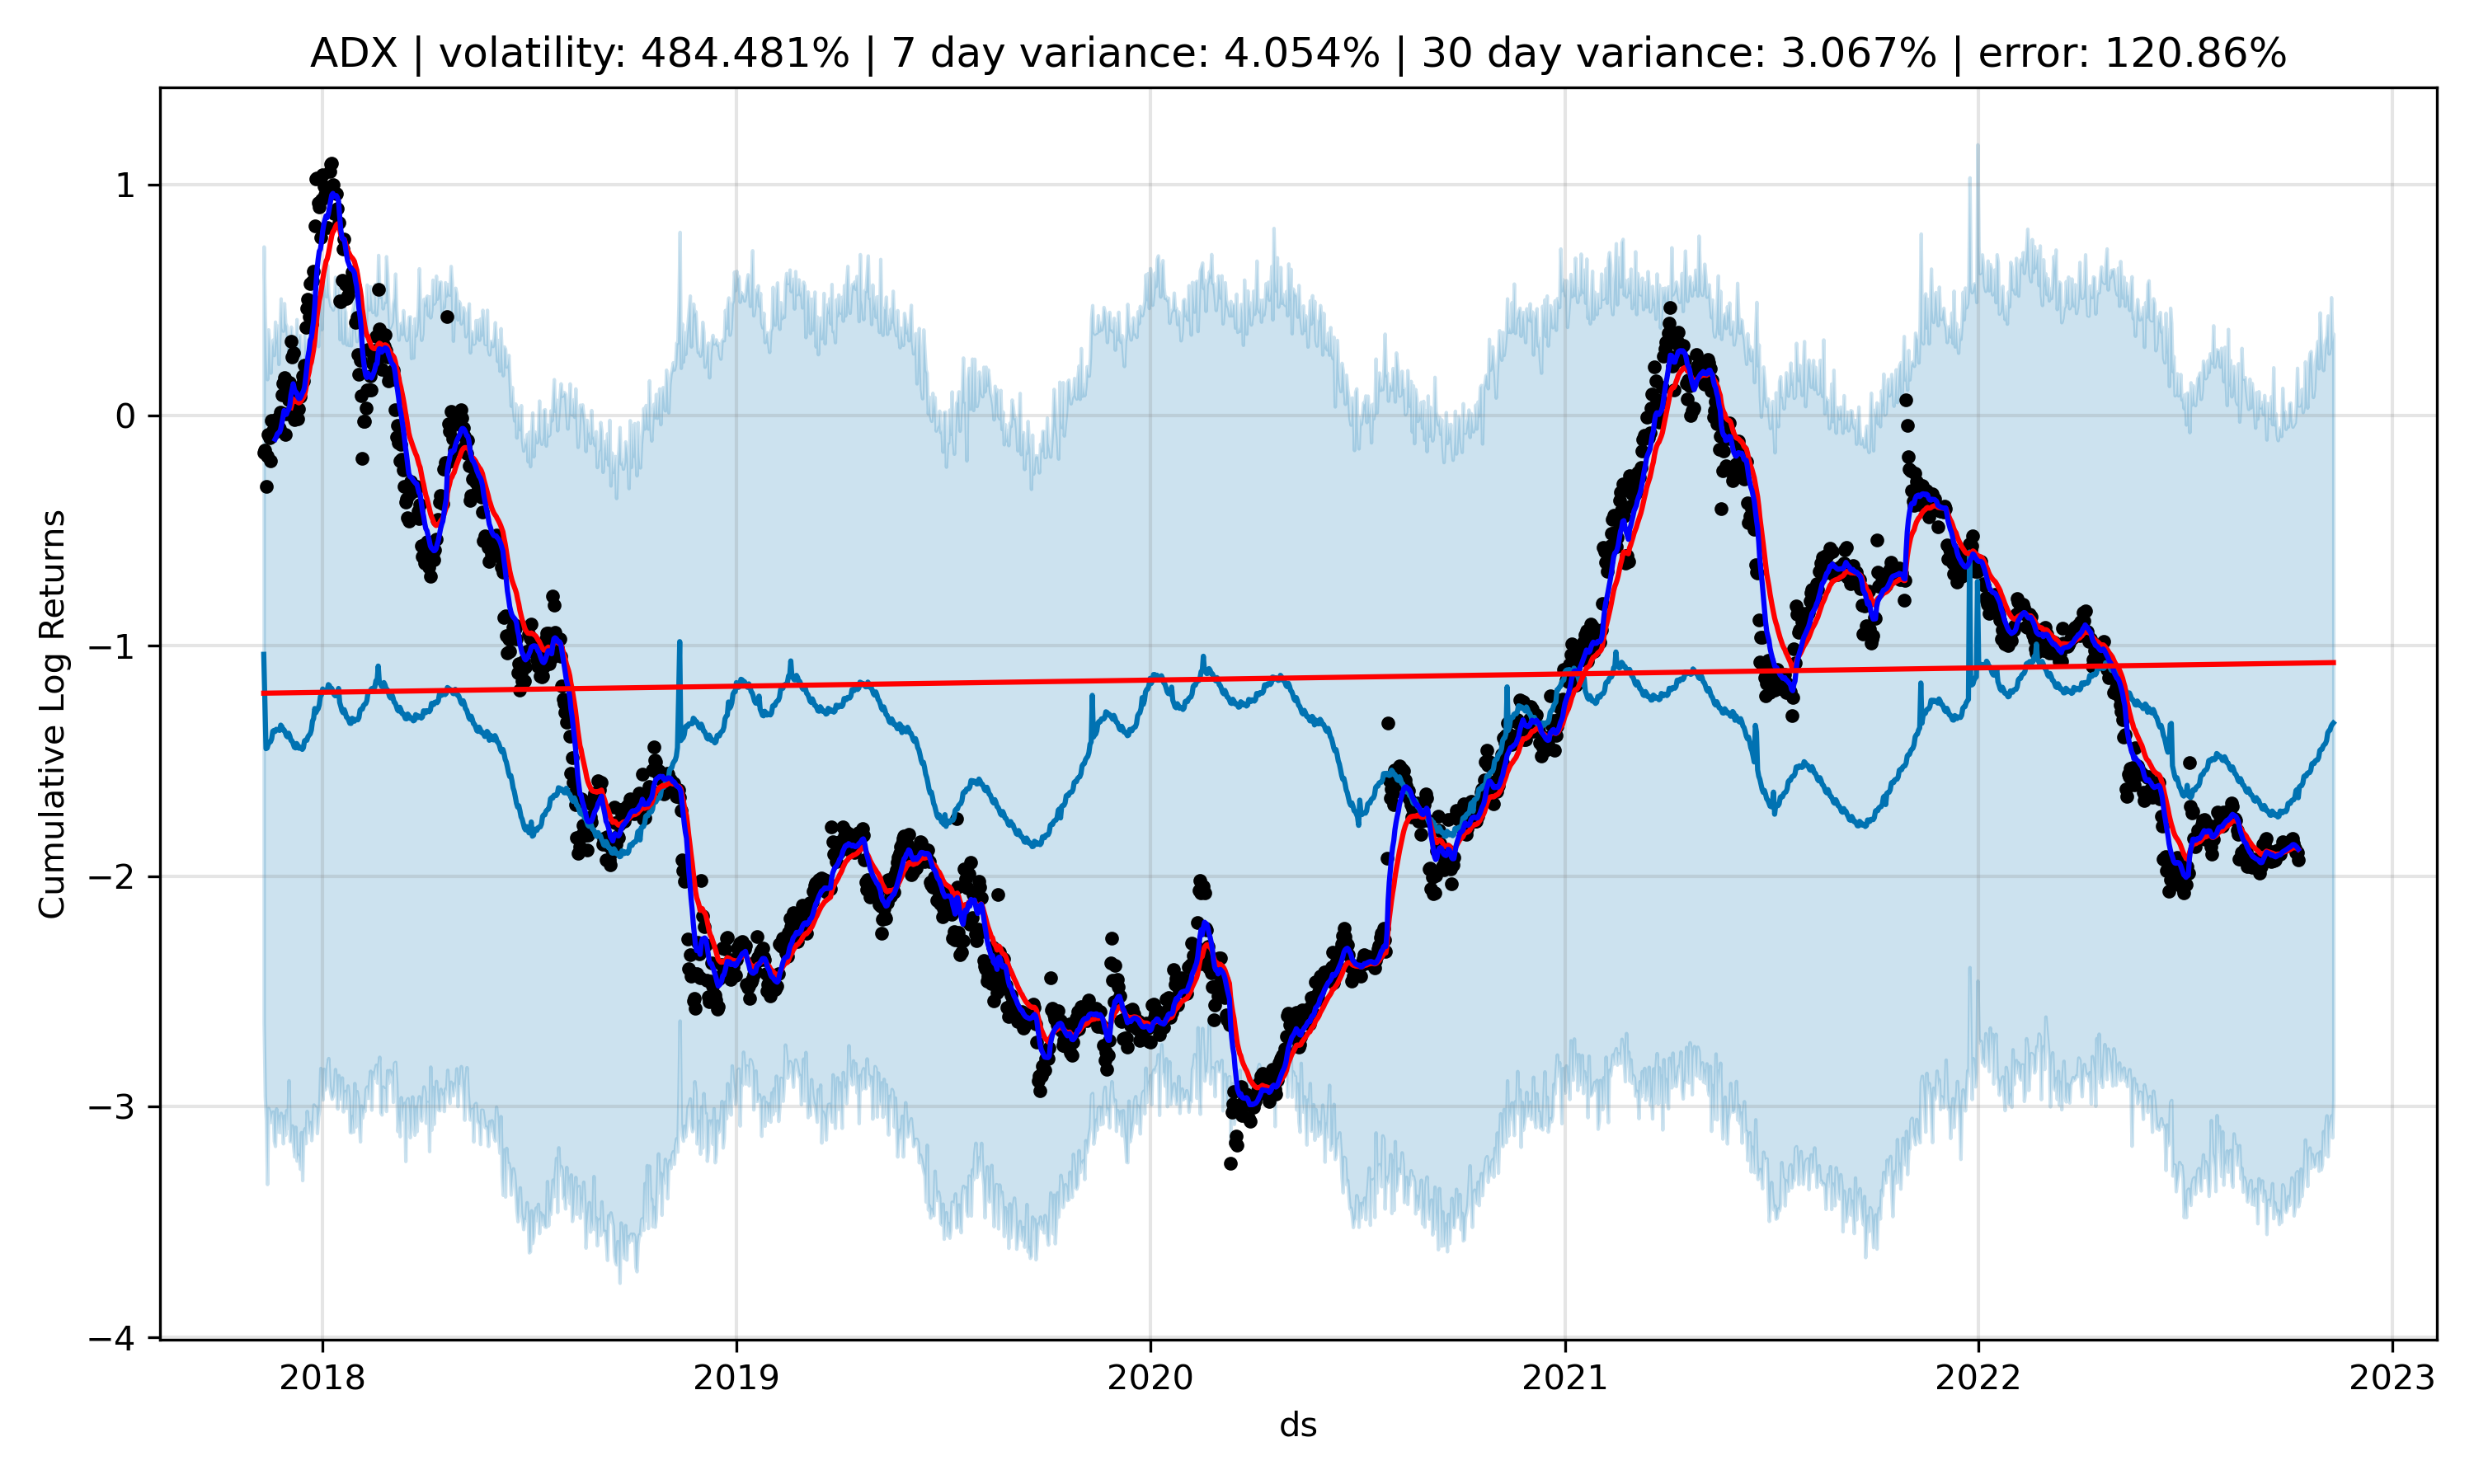 ADX | volatility: 484.481% | 7 day variance: 4.054% | 30 day variance: 3.067% | error: 120.86%
Cumulative Log Returns
1
0
−1
−2
−3
−4
2018 2019 2020 2021 2022 2023
ds